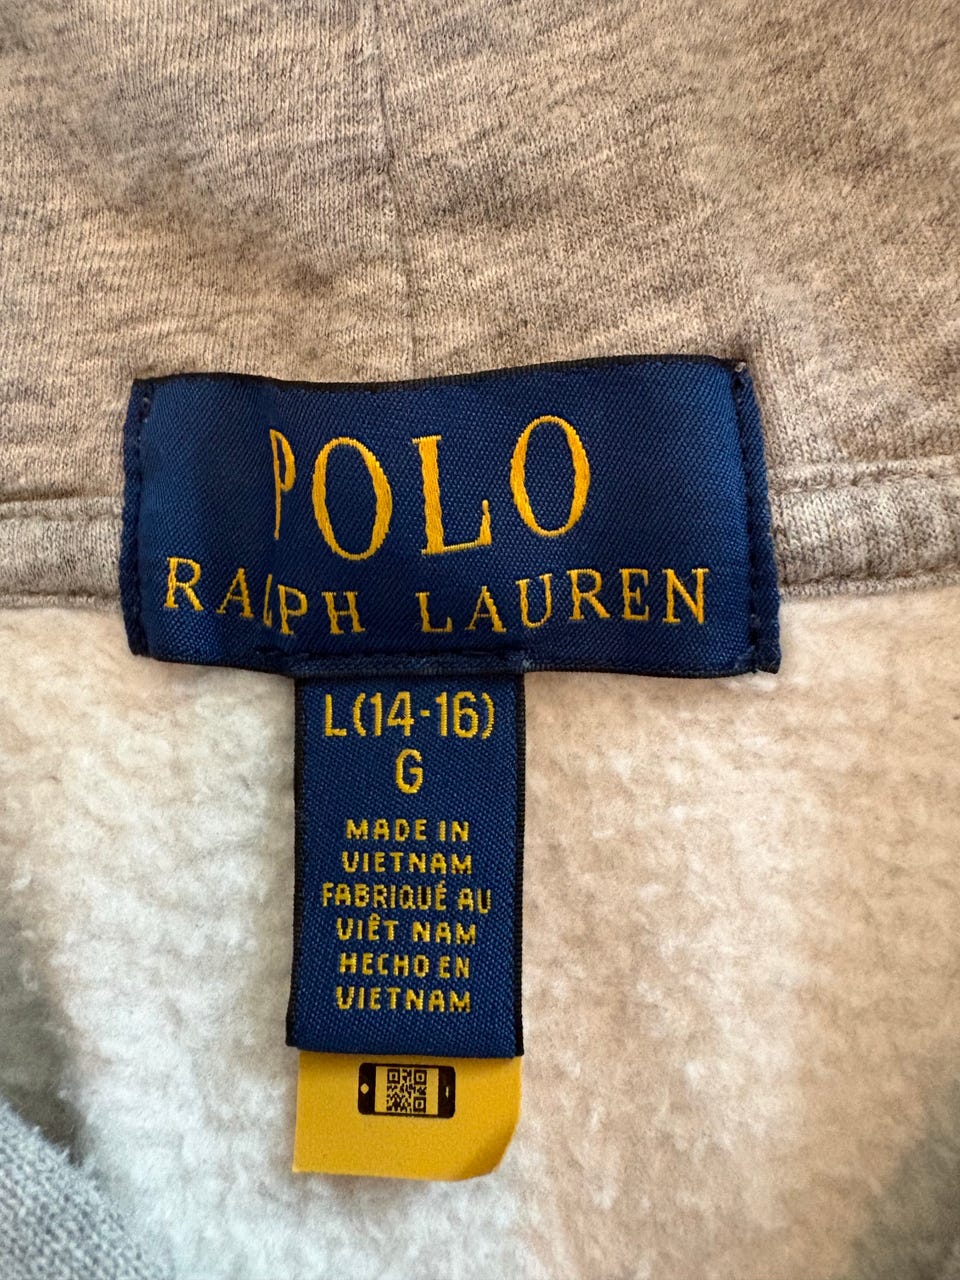 POLO
RALPH LAUREN
L(14-16)
G
MADE IN
VIETNAM
FABRIQUÉ AU
VIÊT NAM
HECHO EN
VIETNAM